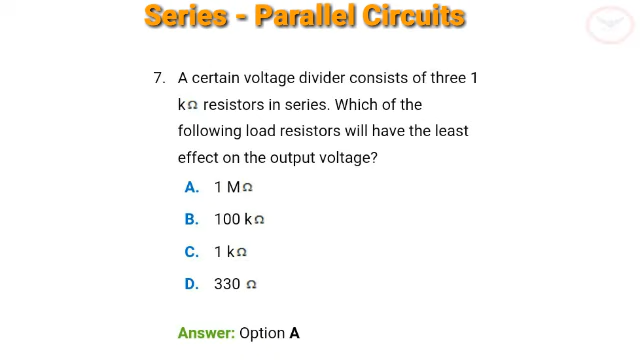 Series - Parallel Circuits
7. A certain voltage divider consists of three 1
kΩ resistors in series. Which of the
following load resistors will have the least
effect on the output voltage?
A. 1 MΩ
B. 100 kΩ
C. 1 kΩ
D. 330 Ω
Answer: Option A